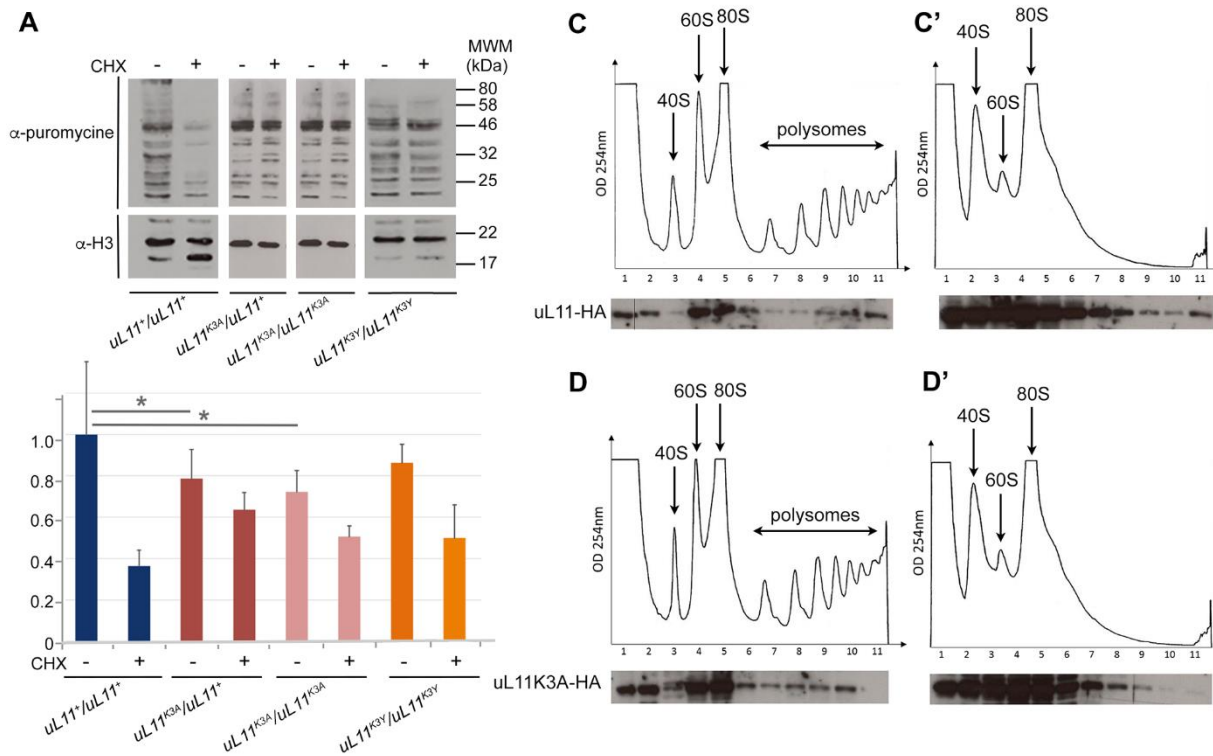 A
CHX - + - + - + - + MWM (kDa)
80
58
α-puromycine
46
32
25
α-H3
22
17
uL11⁺/uL11⁺ uL11ᴷ³ᴬ/uL11⁺ uL11ᴷ³ᴬ/uL11ᴷ³ᴬ uL11ᴷ³ʸ/uL11ᴷ³ʸ
* 
*
1.0
0.8
0.6
0.4
0.2
0
CHX - + - + - + - +
uL11⁺/uL11⁺ uL11ᴷ³ᴬ/uL11⁺ uL11ᴷ³ᴬ/uL11ᴷ³ᴬ uL11ᴷ³ʸ/uL11ᴷ³ʸ
C
60S 80S
40S
polysomes
OD 254nm
1 2 3 4 5 6 7 8 9 10 11
uL11-HA
C'
80S
40S
60S
OD 254nm
1 2 3 4 5 6 7 8 9 10 11
D
60S 80S
40S
polysomes
OD 254nm
1 2 3 4 5 6 7 8 9 10 11
uL11K3A-HA
D'
80S
40S
60S
OD 254nm
1 2 3 4 5 6 7 8 9 10 11